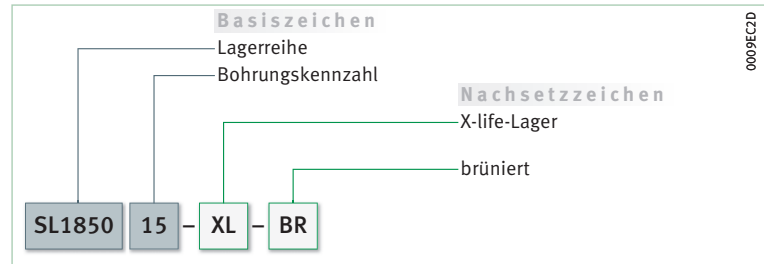 Basiszeichen
Lagerreihe
Bohrungskennzahl
Nachsetzzeichen
X-life-Lager
brüniert
SL1850 15 – XL – BR
0009EC2D